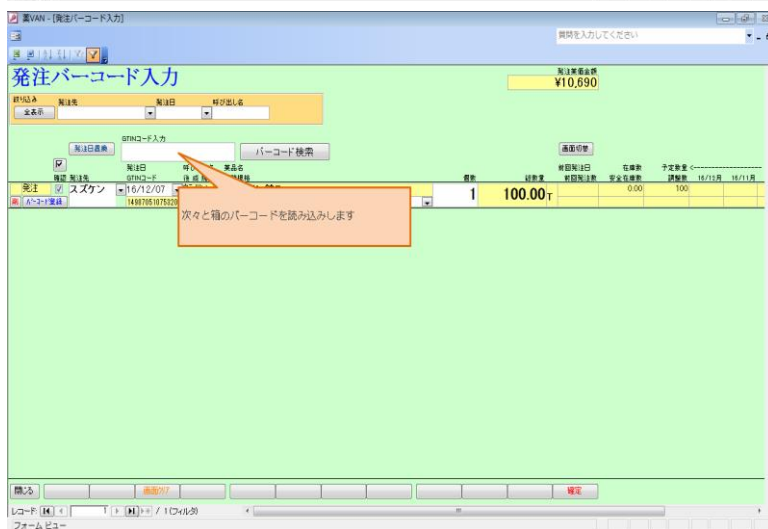 薬VAN - [発注バーコード入力]
質問を入力してください
発注バーコード入力
発注薬価金額
¥10,690
絞り込み 発注先 発注日 呼び出し名
全表示
GTINコード入力
発注日置換 バーコード検索 画面切替
発注日 薬品名 前回発注日 在庫数 予定数量 <--------------------
確認 発注先 GTINコード 個数 総数量 前回発注数 安全在庫数 調整数 16/12月 16/11月
発注 スズケン 16/12/07 1 100.00 T 0.00 100
バーコード登録
次々と箱のバーコードを読み込みします
閉じる 画面クリア 確定
レコード: 1 / 1 (フィルタ)
フォーム ビュー